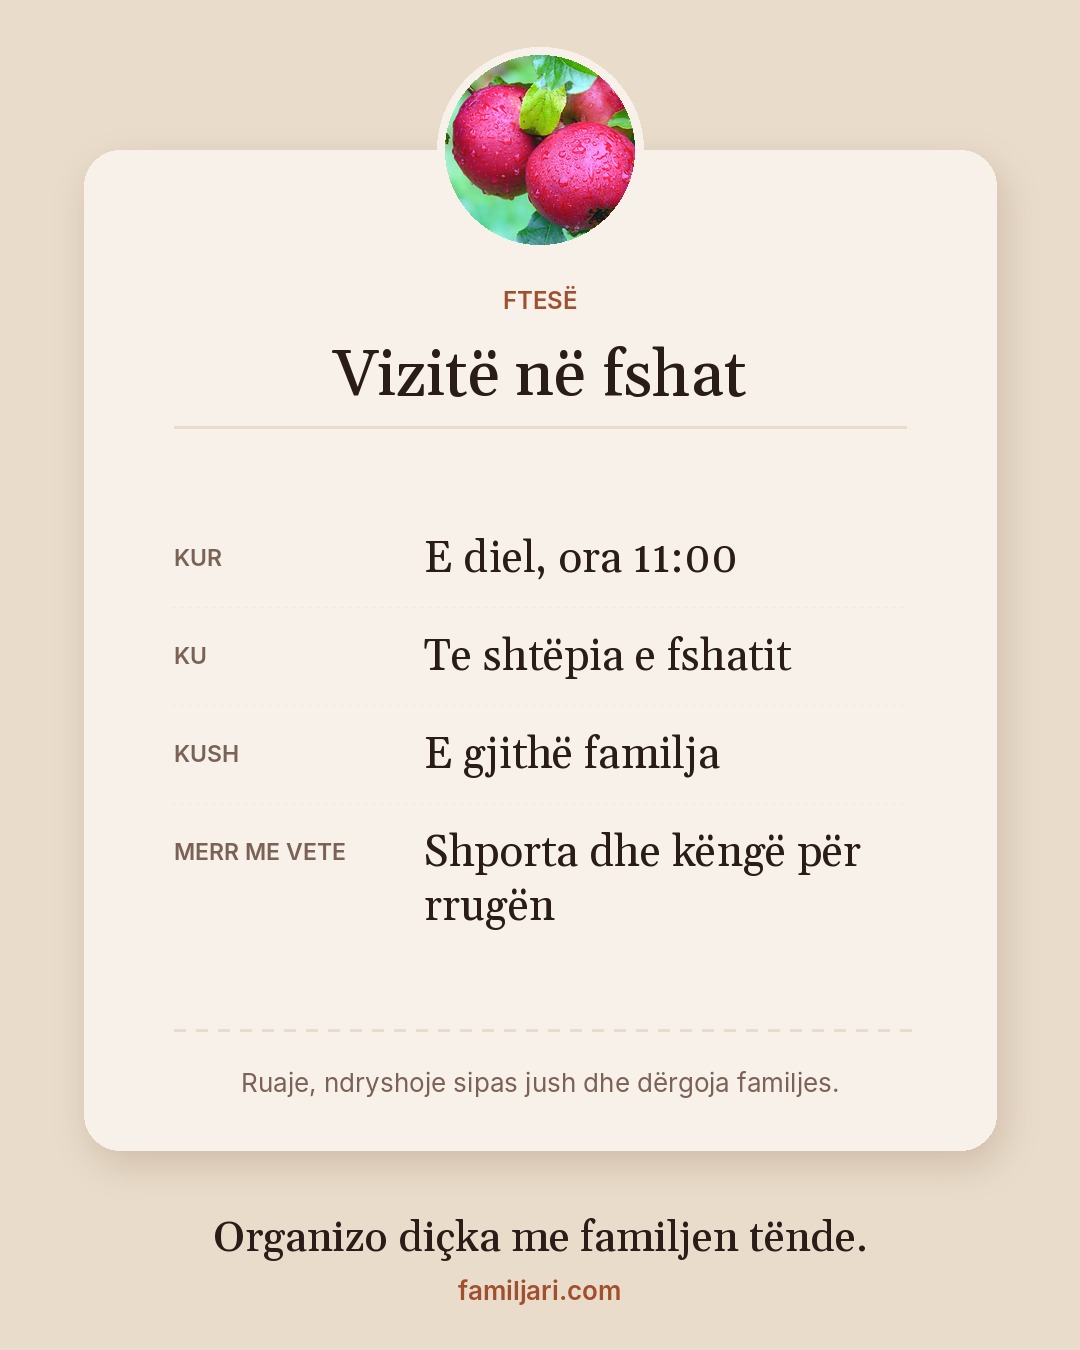 FTESË
Vizitë në fshat
KUR
E diel, ora 11:00
KU
Te shtëpia e fshatit
KUSH
E gjithë familja
MERR ME VETE
Shporta dhe këngë për
rrugën
Ruaje, ndryshoje sipas jush dhe dërgoja familjes.
Organizo diçka me familjen tënde.
familjari.com